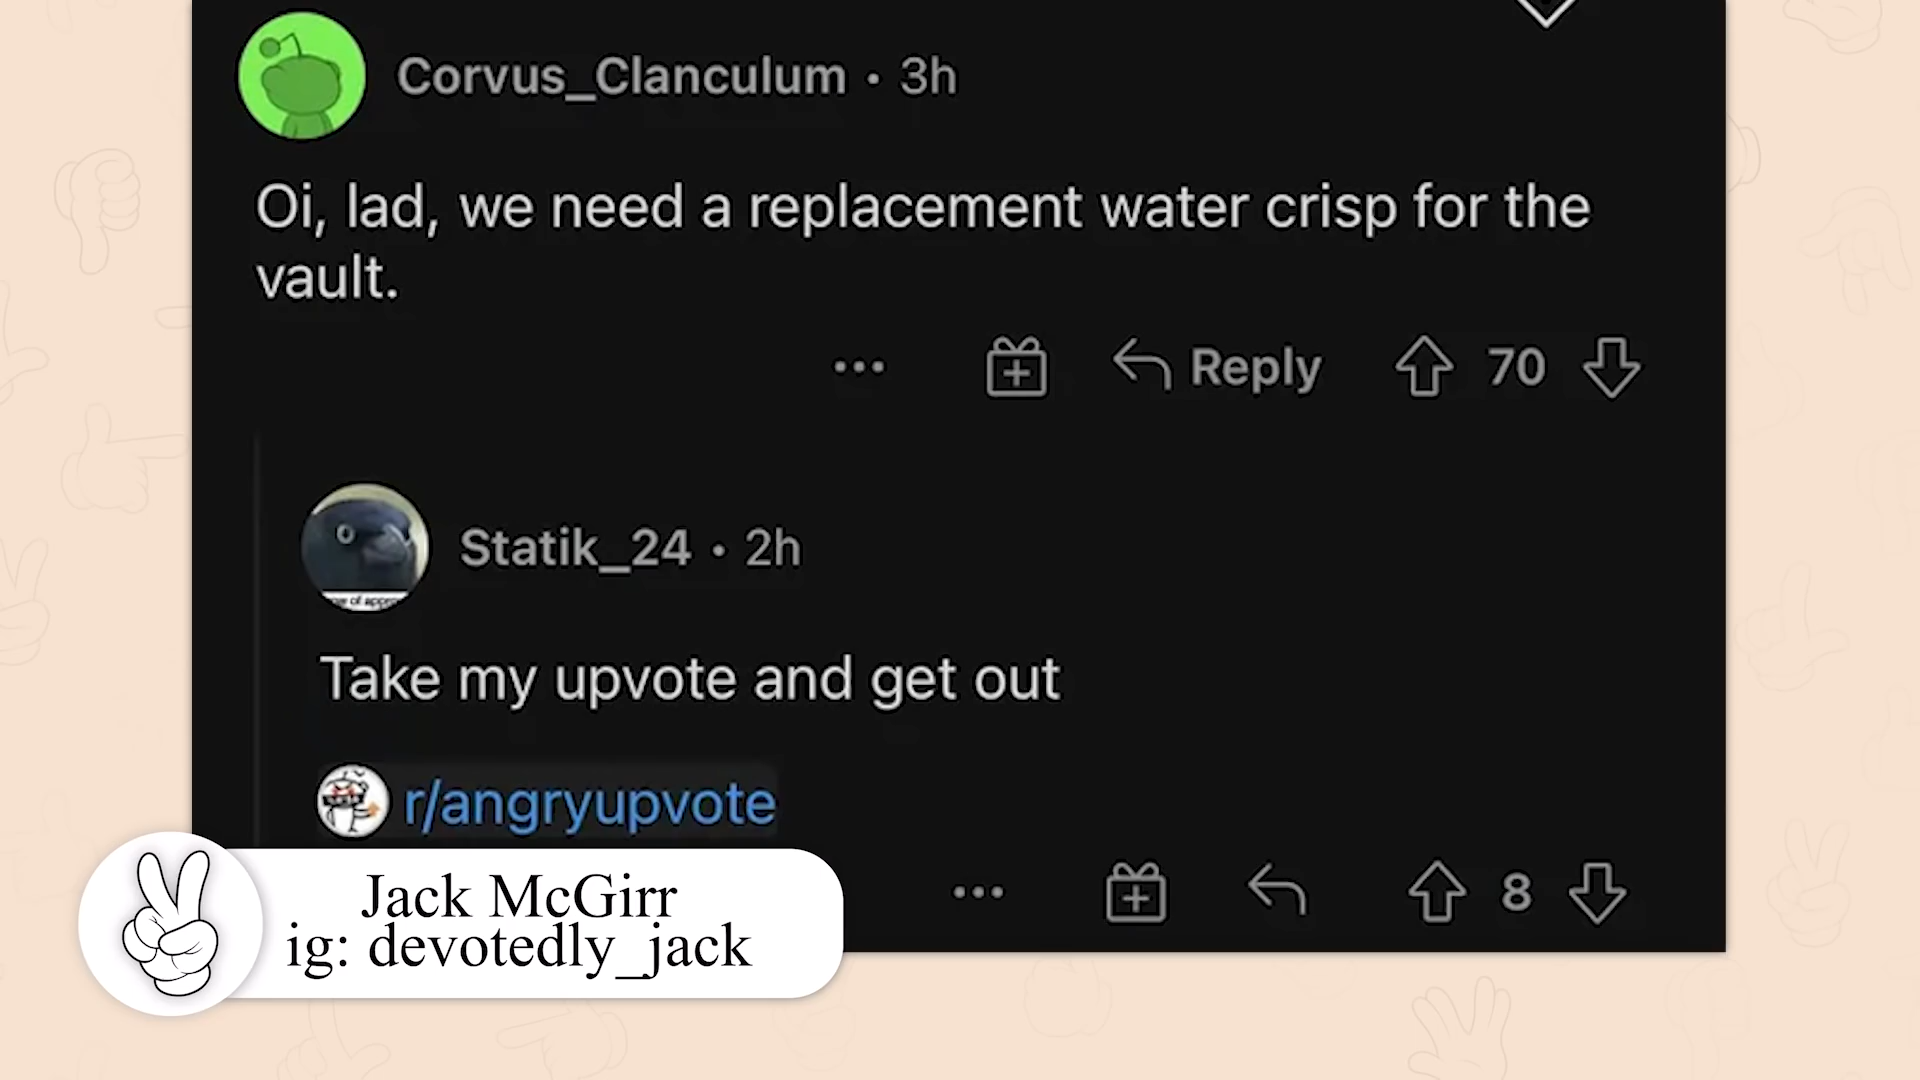 Corvus_Clanculum • 3h
Oi, lad, we need a replacement water crisp for the
vault.
Reply 70
Statik_24 • 2h
Take my upvote and get out
r/angryupvote
8
Jack McGirr
ig: devotedly_jack